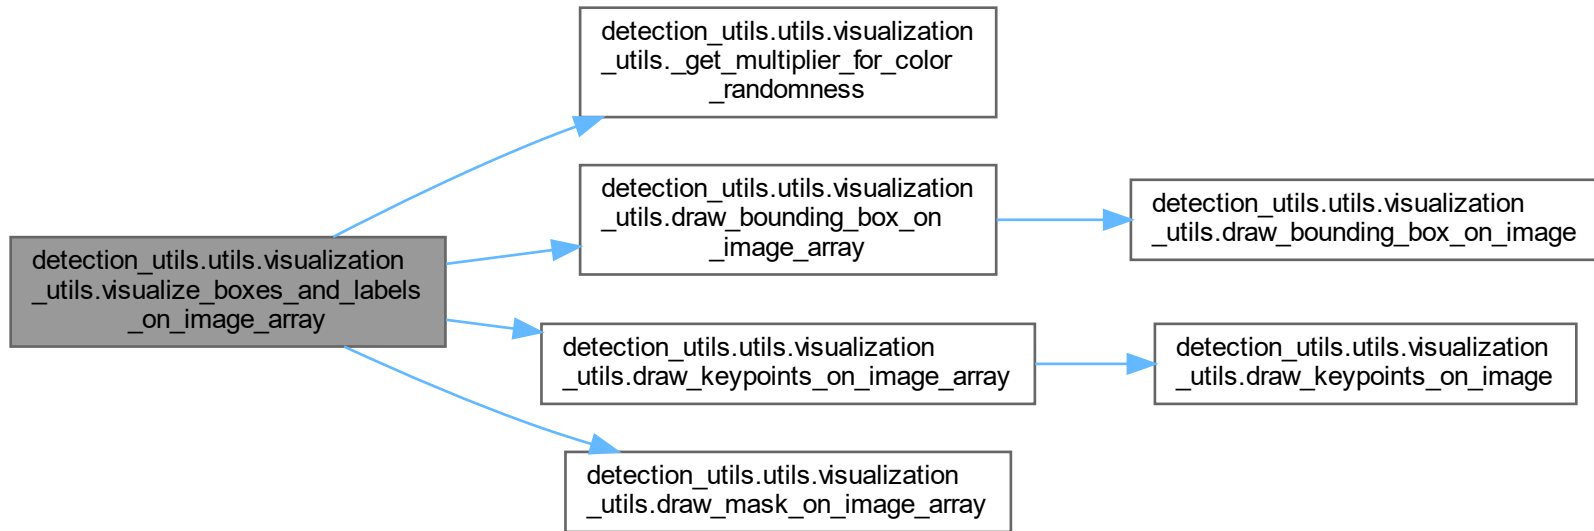 detection_utils.utils.visualization
_utils._get_multiplier_for_color
_randomness
detection_utils.utils.visualization
_utils.draw_bounding_box_on
_image_array
detection_utils.utils.visualization
_utils.draw_bounding_box_on_image
detection_utils.utils.visualization
_utils.visualize_boxes_and_labels
_on_image_array
detection_utils.utils.visualization
_utils.draw_keypoints_on_image_array
detection_utils.utils.visualization
_utils.draw_keypoints_on_image
detection_utils.utils.visualization
_utils.draw_mask_on_image_array